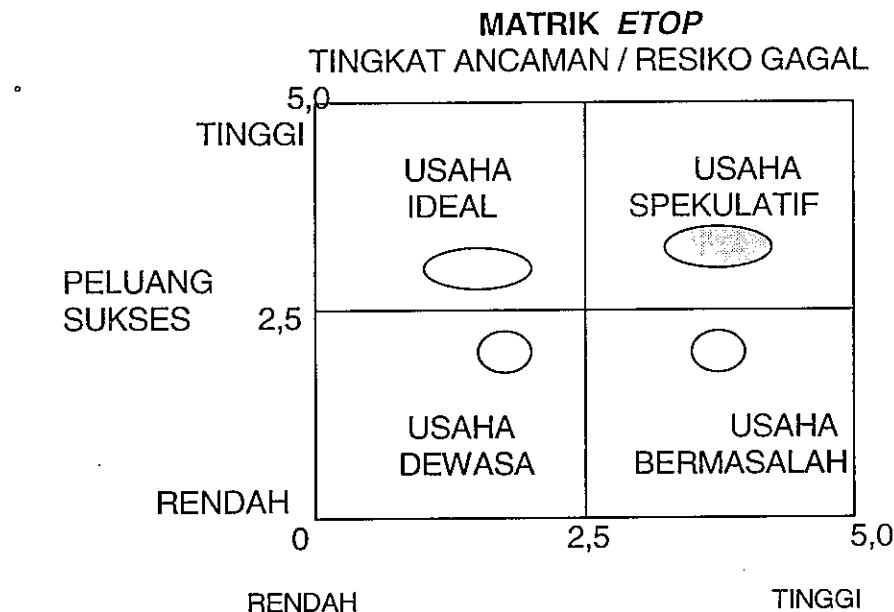 MATRIK ETOP
TINGKAT ANCAMAN / RESIKO GAGAL
5,0
TINGGI
USAHA
IDEAL
USAHA
SPEKULATIF
PELUANG
SUKSES
2,5
USAHA
DEWASA
USAHA
BERMASALAH
RENDAH
0
2,5
5,0
RENDAH
TINGGI